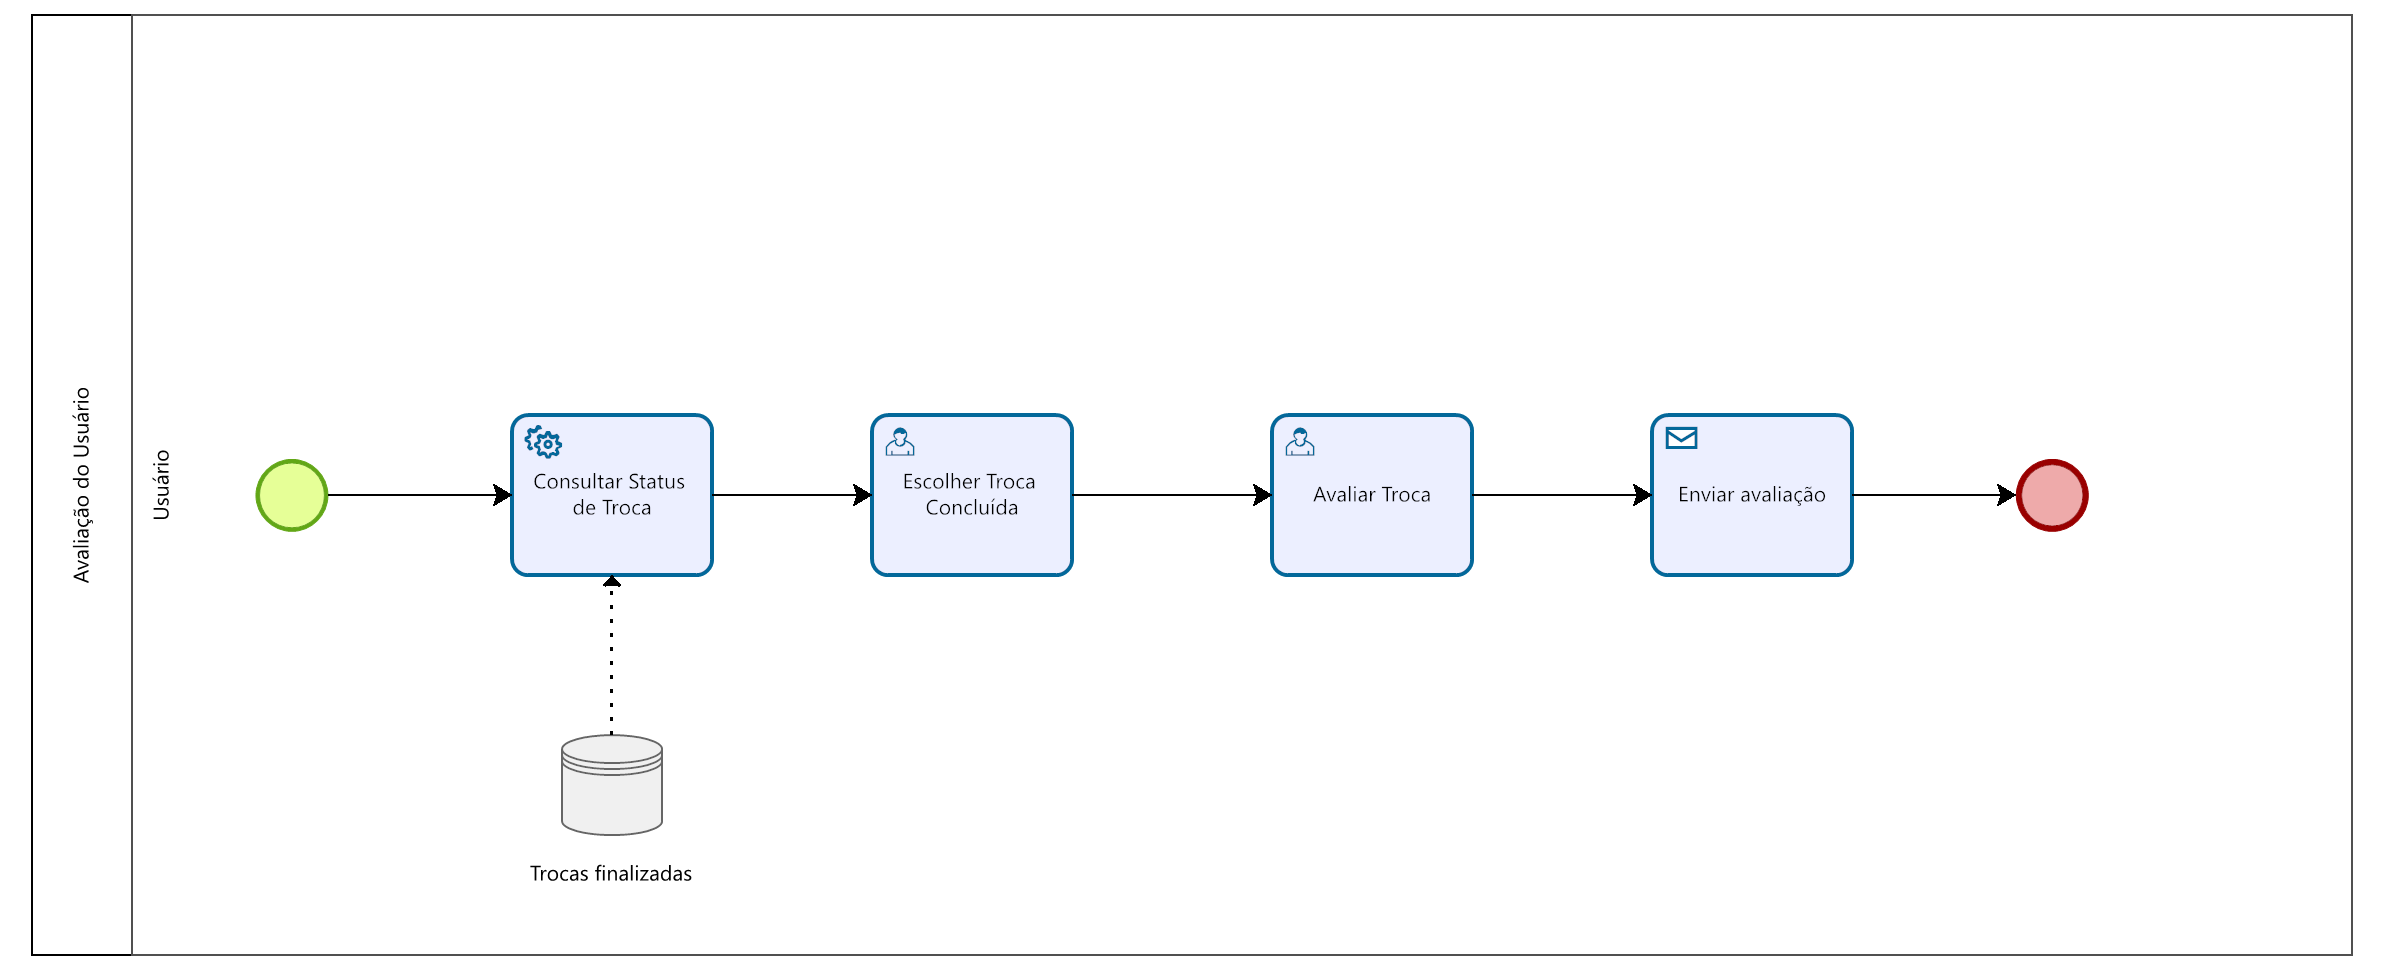 Avaliação do Usuário
Usuário
Consultar Status
de Troca
Escolher Troca
Concluída
Avaliar Troca
Enviar avaliação
Trocas finalizadas